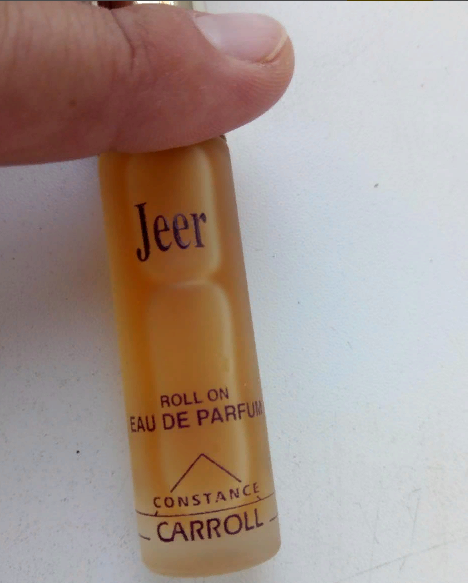 Jeer
ROLL ON
EAU DE PARFUM
CONSTANCE
CARROLL